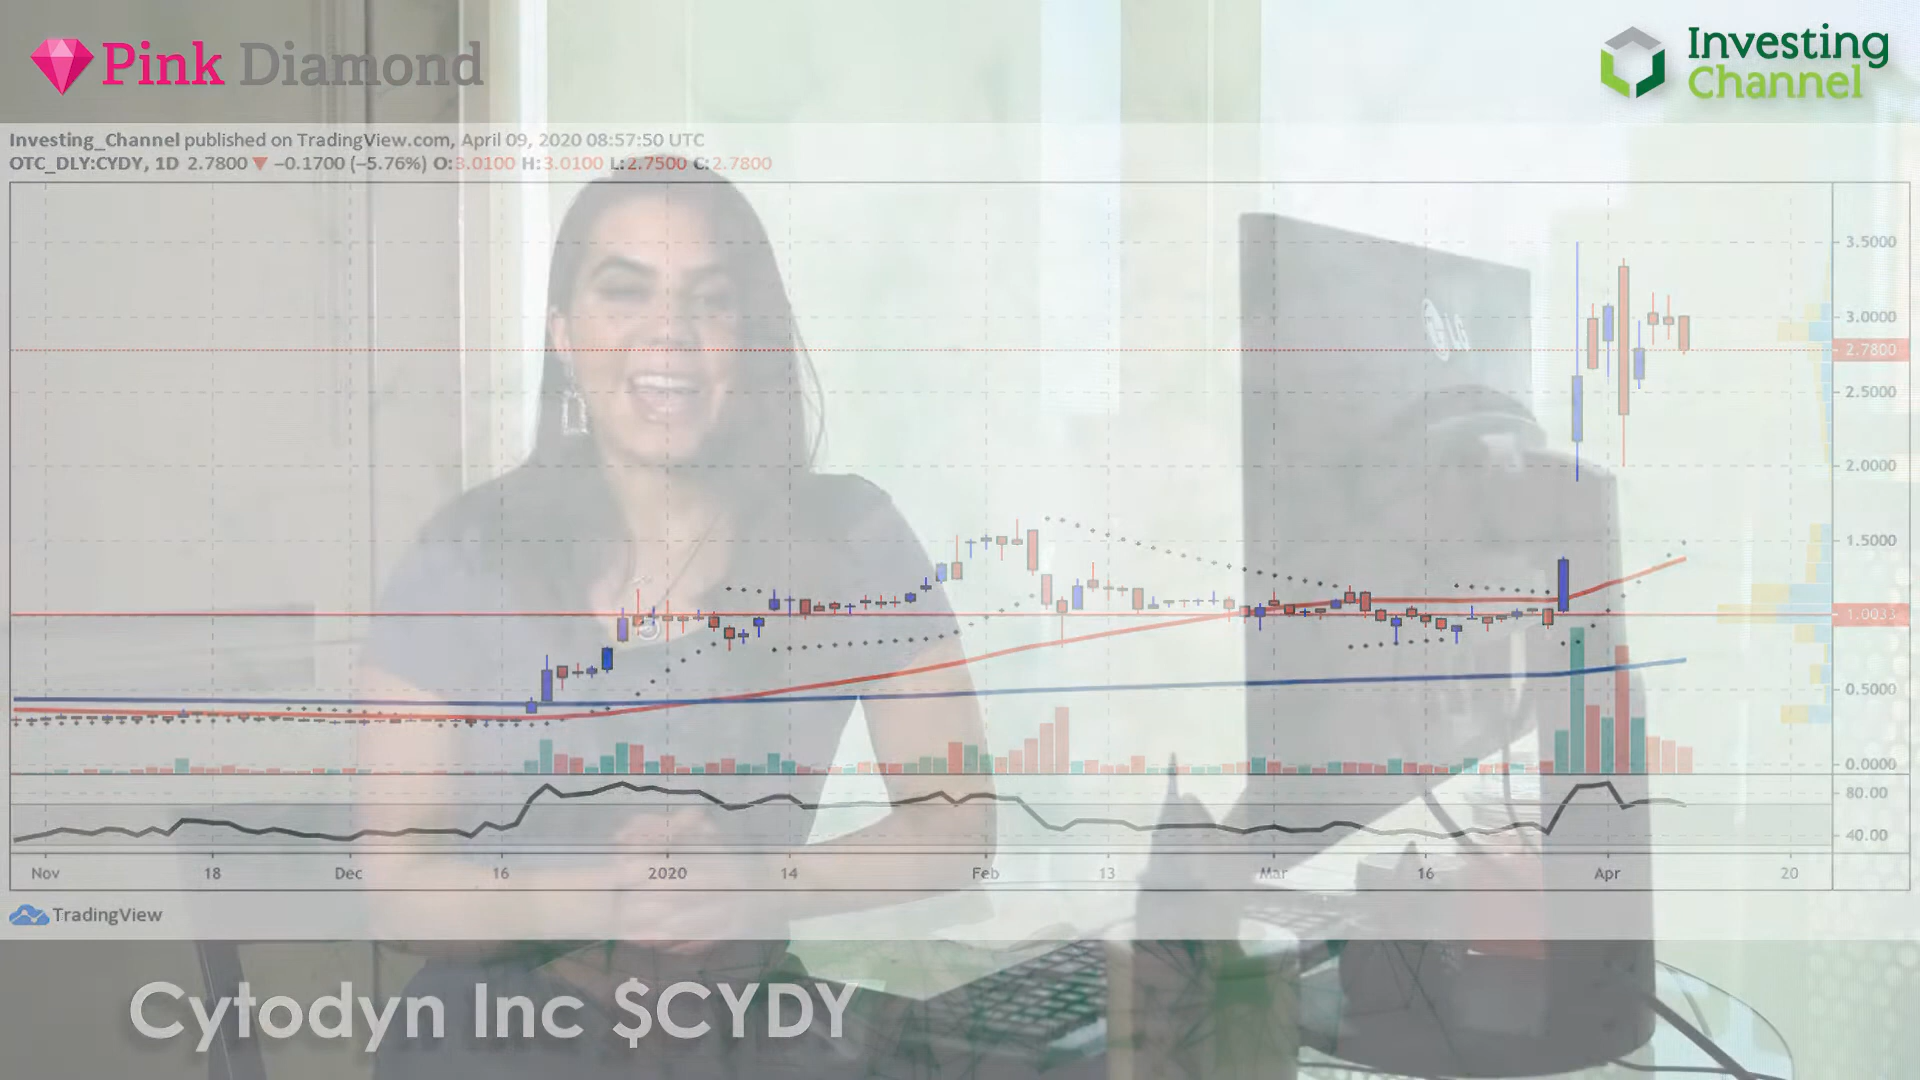 Pink Diamond
Investing
Channel
Investing_Channel published on TradingView.com, April 09, 2020 08:57:50 UTC
OTC_DLY:CYDY, 1D 2.7800 ▼ −0.1700 (−5.76%) O:3.0100 H:3.0100 L:2.7500 C:2.7800
3.5000
3.0000
2.7800
2.5000
2.0000
1.5000
1.0033
0.5000
0.0000
80.00
40.00
Nov 18 Dec 16 2020 14 Feb 13 Mar 16 Apr 20
TradingView
LG
Cytodyn Inc $CYDY